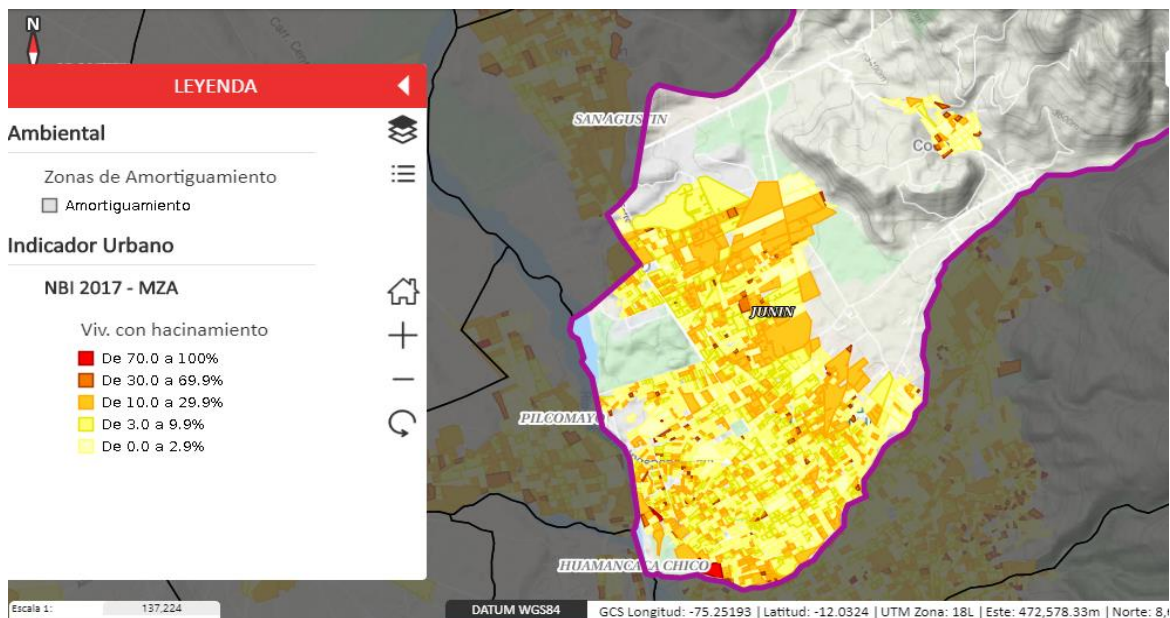 N
LEYENDA
Ambiental
Zonas de Amortiguamiento
Amortiguamiento
Indicador Urbano
NBI 2017 - MZA
Viv. con hacinamiento
De 70.0 a 100%
De 30.0 a 69.9%
De 10.0 a 29.9%
De 3.0 a 9.9%
De 0.0 a 2.9%
SAN AGUSTIN
JUNIN
PILCOMAYO
HUAMANCACA CHICO
Escala 1:
137,224
DATUM WGS84
GCS Longitud: -75.25193 | Latitud: -12.0324 | UTM Zona: 18L | Este: 472,578.33m | Norte: 8,